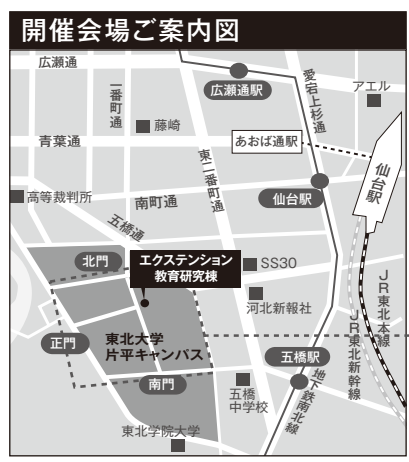 開催会場ご案内図
広瀬通
一番町通
広瀬通駅
愛宕上杉通
アエル
藤崎
青葉通
東二番町通
あおば通駅
仙台駅
高等裁判所
南町通
仙台駅
五橋通
北門
エクステンション
教育研究棟
SS30
河北新報社
正門
東北大学
片平キャンパス
五橋駅
JR東北本線
JR東北新幹線
南門
五橋
中学校
地下鉄南北線
東北学院大学